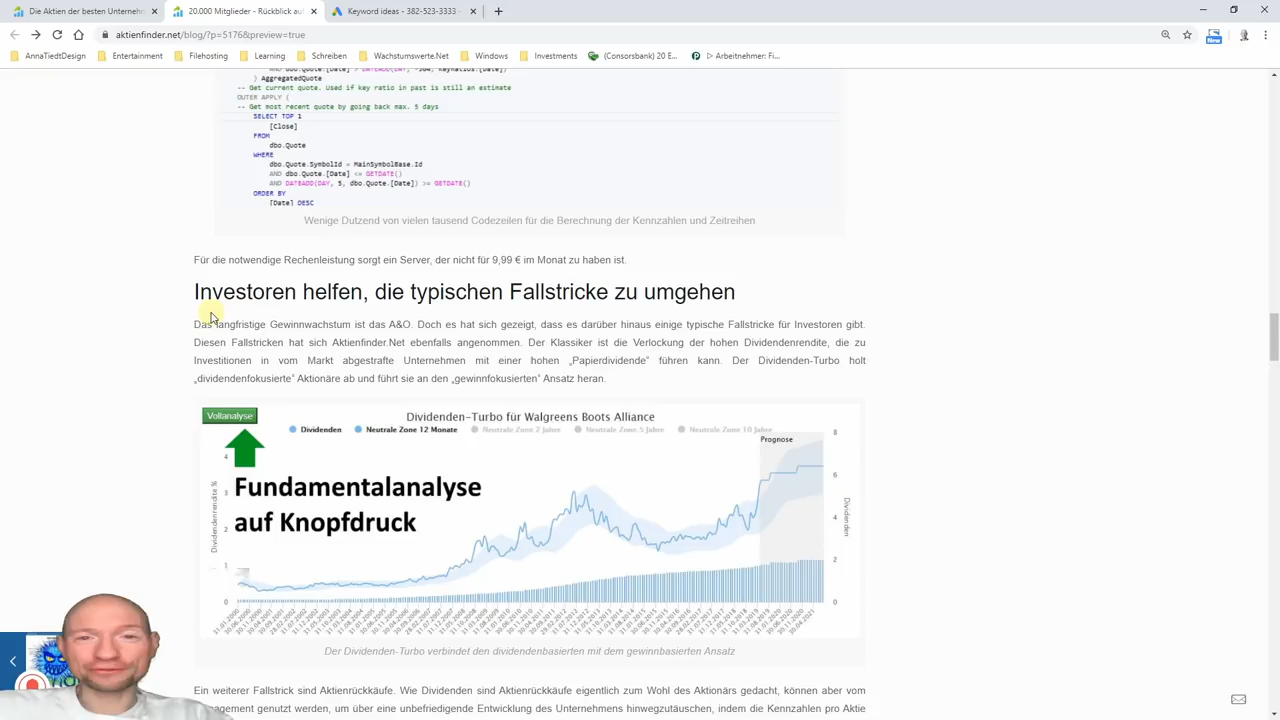 Die Aktien der besten Unternehm
20.000 Mitglieder - Rückblick auf
Keyword ideas - 382-523-3333 -
aktienfinder.net/blog/?p=5176&preview=true
New
AnnaTiedtDesign
Entertainment
Filehosting
Learning
Schreiben
Wachstumswerte.Net
Windows
Investments
(Consorsbank) 20 E...
▷ Arbeitnehmer: Fi...
) AggregatedQuote
-- Get current quote. Used if key ratio in past is still an estimate
OUTER APPLY (
-- Get most recent quote by going back max. 5 days
SELECT TOP 1
[Close]
FROM
dbo.Quote
WHERE
dbo.Quote.SymbolId = MainSymbolBase.Id
AND dbo.Quote.[Date] <= GETDATE()
AND DATEADD(DAY, 5, dbo.Quote.[Date]) >= GETDATE()
ORDER BY
[Date] DESC
Wenige Dutzend von vielen tausend Codezeilen für die Berechnung der Kennzahlen und Zeitreihen
Für die notwendige Rechenleistung sorgt ein Server, der nicht für 9,99 € im Monat zu haben ist.
Investoren helfen, die typischen Fallstricke zu umgehen
Das langfristige Gewinnwachstum ist das A&O. Doch es hat sich gezeigt, dass es darüber hinaus einige typische Fallstricke für Investoren gibt.
Diesen Fallstricken hat sich Aktienfinder.Net ebenfalls angenommen. Der Klassiker ist die Verlockung der hohen Dividendenrendite, die zu
Investitionen in vom Markt abgestrafte Unternehmen mit einer hohen „Papierdividende" führen kann. Der Dividenden-Turbo holt
„dividendenfokusierte" Aktionäre ab und führt sie an den „gewinnfokusierten" Ansatz heran.
Vollanalyse
Dividenden-Turbo für Walgreens Boots Alliance
Dividenden
Neutrale Zone 12 Monate
Neutrale Zone 2 Jahre
Neutrale Zone 5 Jahre
Neutrale Zone 10 Jahre
Prognose
Fundamentalanalyse
auf Knopfdruck
Dividendenrendite %
4
3
2
1
0
8
6
4
2
0
Dividenden
Der Dividenden-Turbo verbindet den dividendenbasierten mit dem gewinnbasierten Ansatz
Ein weiterer Fallstrick sind Aktienrückkäufe. Wie Dividenden sind Aktienrückkäufe eigentlich zum Wohl des Aktionärs gedacht, können aber vom
genutzt werden, um über eine unbefriedigende Entwicklung des Unternehmens hinwegzutäuschen, indem die Kennzahlen pro Aktie